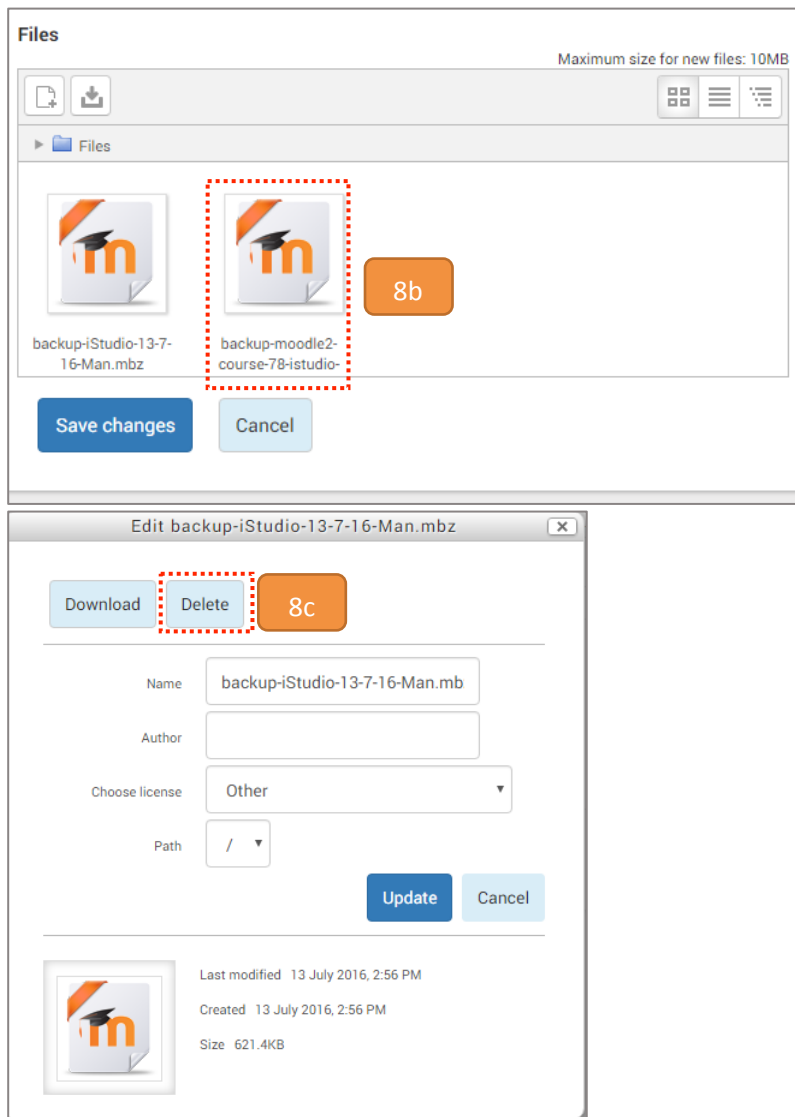 Files
Maximum size for new files: 10MB
Files
8b
backup-iStudio-13-7-
16-Man.mbz
backup-moodle2-
course-78-istudio-
Save changes
Cancel
Edit backup-iStudio-13-7-16-Man.mbz
Download
Delete
8c
Name
backup-iStudio-13-7-16-Man.mb
Author
Choose license
Other
Path
/
Update
Cancel
Last modified 13 July 2016, 2:56 PM
Created 13 July 2016, 2:56 PM
Size 621.4KB